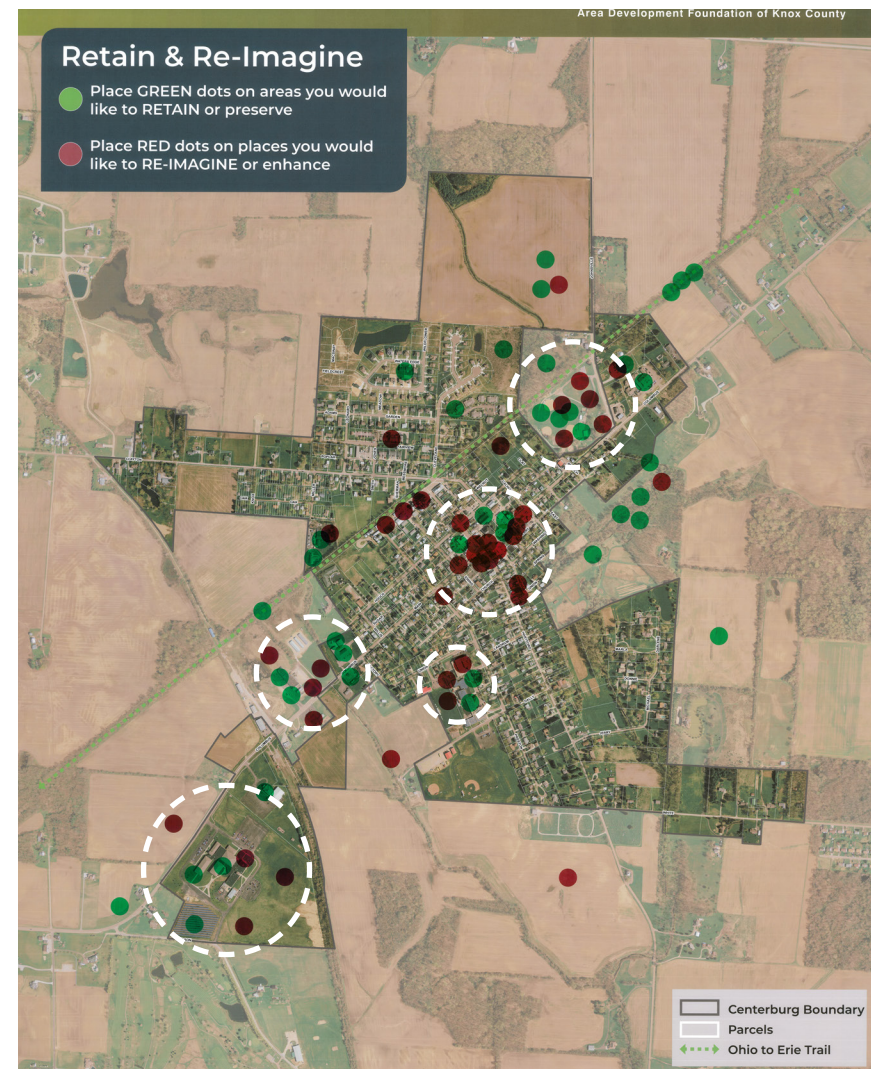 Area Development Foundation of Knox County
Retain & Re-Imagine
Place GREEN dots on areas you would
like to RETAIN or preserve
Place RED dots on places you would
like to RE-IMAGINE or enhance
Centerburg Boundary
Parcels
Ohio to Erie Trail